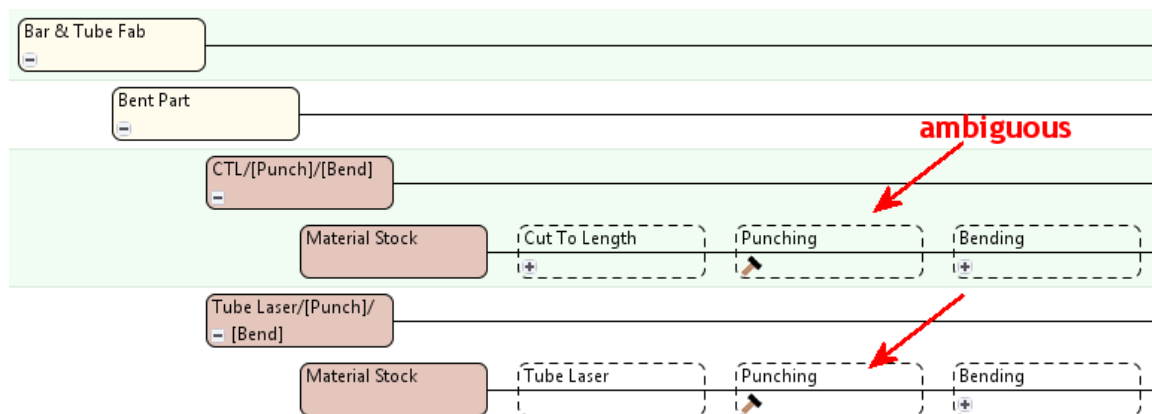 Bar & Tube Fab
Bent Part
ambiguous
CTL/[Punch]/[Bend]
Material Stock
Cut To Length
Punching
Bending
Tube Laser/[Punch]/
[Bend]
Material Stock
Tube Laser
Punching
Bending